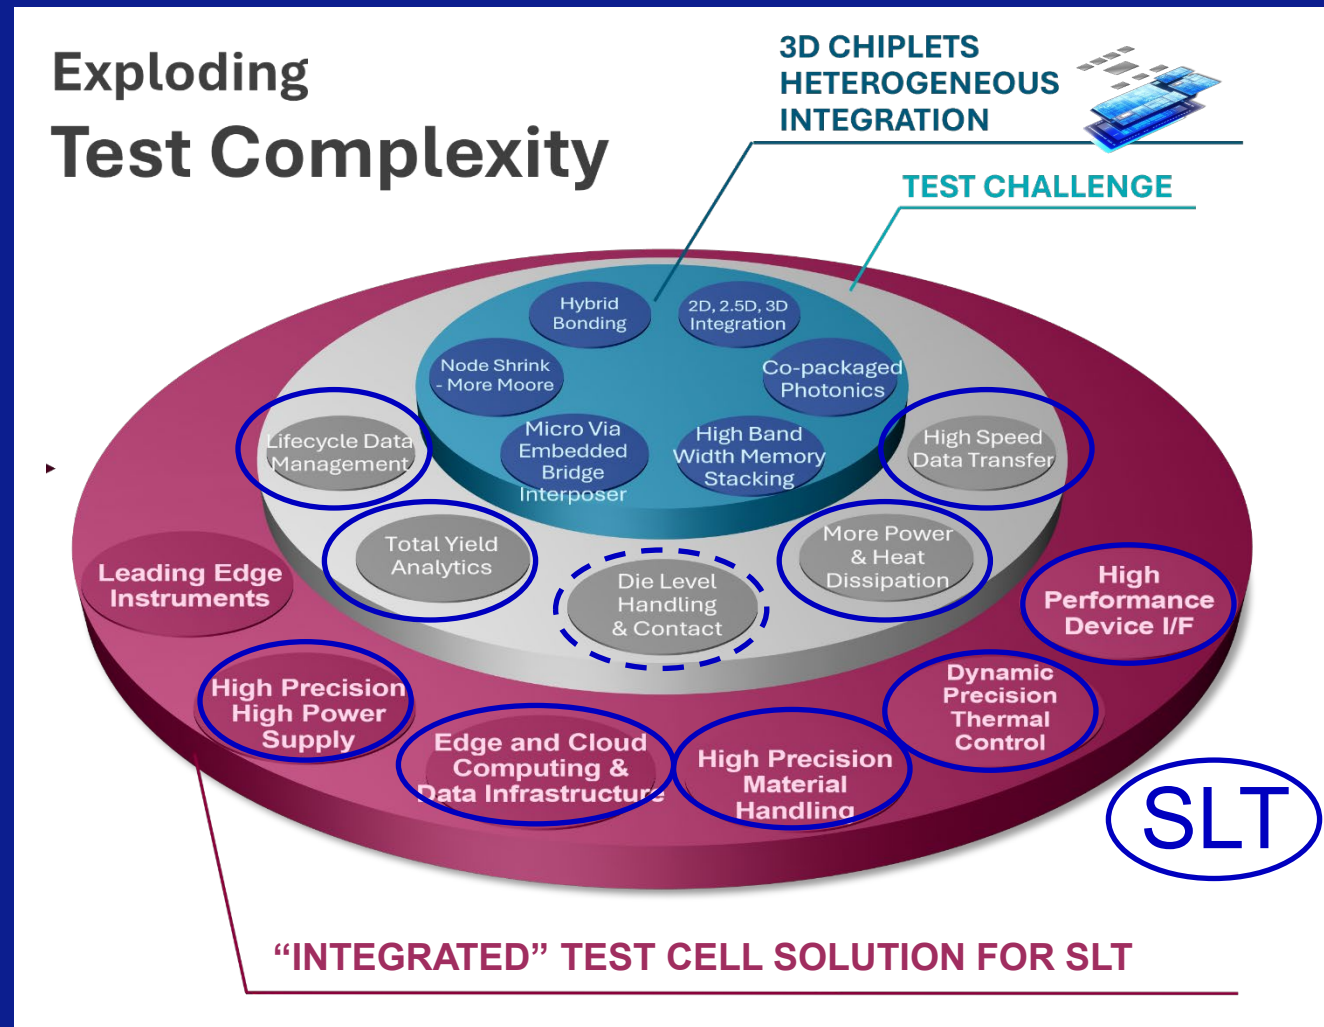 Exploding
Test Complexity
3D CHIPLETS
HETEROGENEOUS
INTEGRATION
TEST CHALLENGE
Hybrid
Bonding
2D, 2.5D, 3D
Integration
Node Shrink
- More Moore
Co-packaged
Photonics
Micro Via
Embedded
Bridge
Interposer
High Band
Width Memory
Stacking
Lifecycle Data
Management
High Speed
Data Transfer
Total Yield
Analytics
More Power
& Heat
Dissipation
Die Level
Handling
& Contact
Leading Edge
Instruments
High
Performance
Device I/F
High Precision
High Power
Supply
Dynamic
Precision
Thermal
Control
Edge and Cloud
Computing &
Data Infrastructure
High Precision
Material
Handling
SLT
“INTEGRATED” TEST CELL SOLUTION FOR SLT